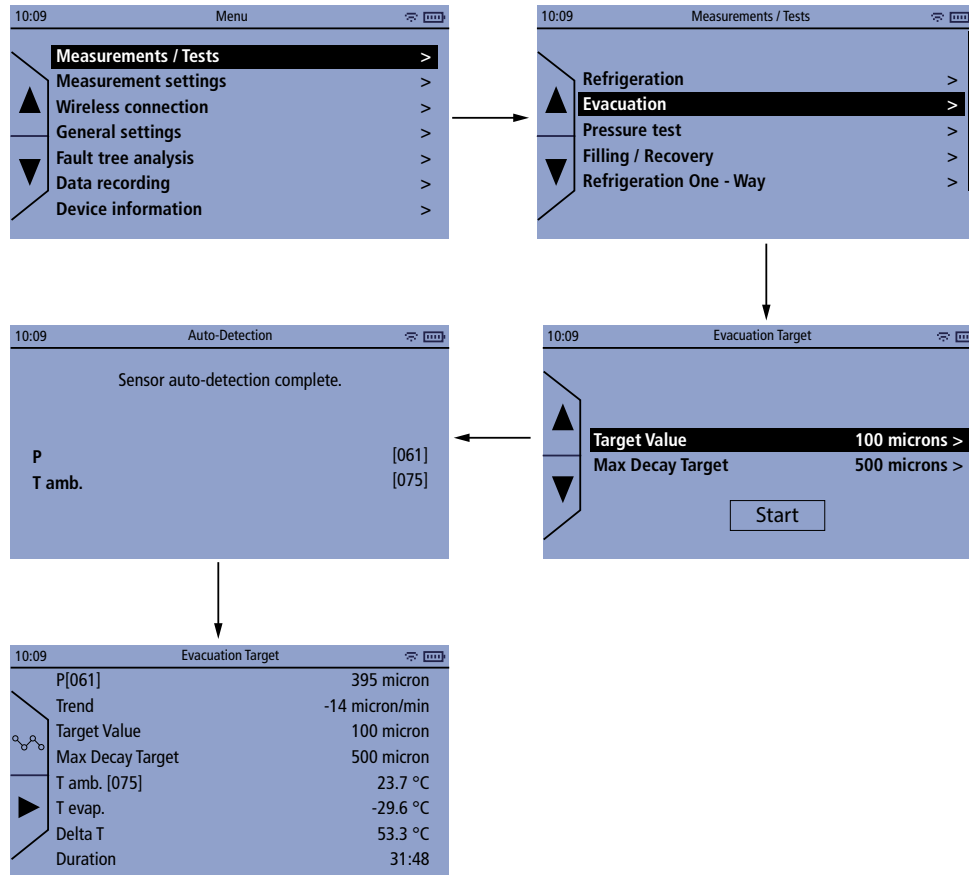 10:09 Menu
Measurements / Tests >
Measurement settings >
Wireless connection >
General settings >
Fault tree analysis >
Data recording >
Device information >
10:09 Measurements / Tests
Refrigeration >
Evacuation >
Pressure test >
Filling / Recovery >
Refrigeration One - Way >
10:09 Evacuation Target
Target Value 100 microns >
Max Decay Target 500 microns >
Start
10:09 Auto-Detection
Sensor auto-detection complete.
P [061]
T amb. [075]
10:09 Evacuation Target
P[061] 395 micron
Trend -14 micron/min
Target Value 100 micron
Max Decay Target 500 micron
T amb. [075] 23.7 °C
T evap. -29.6 °C
Delta T 53.3 °C
Duration 31:48